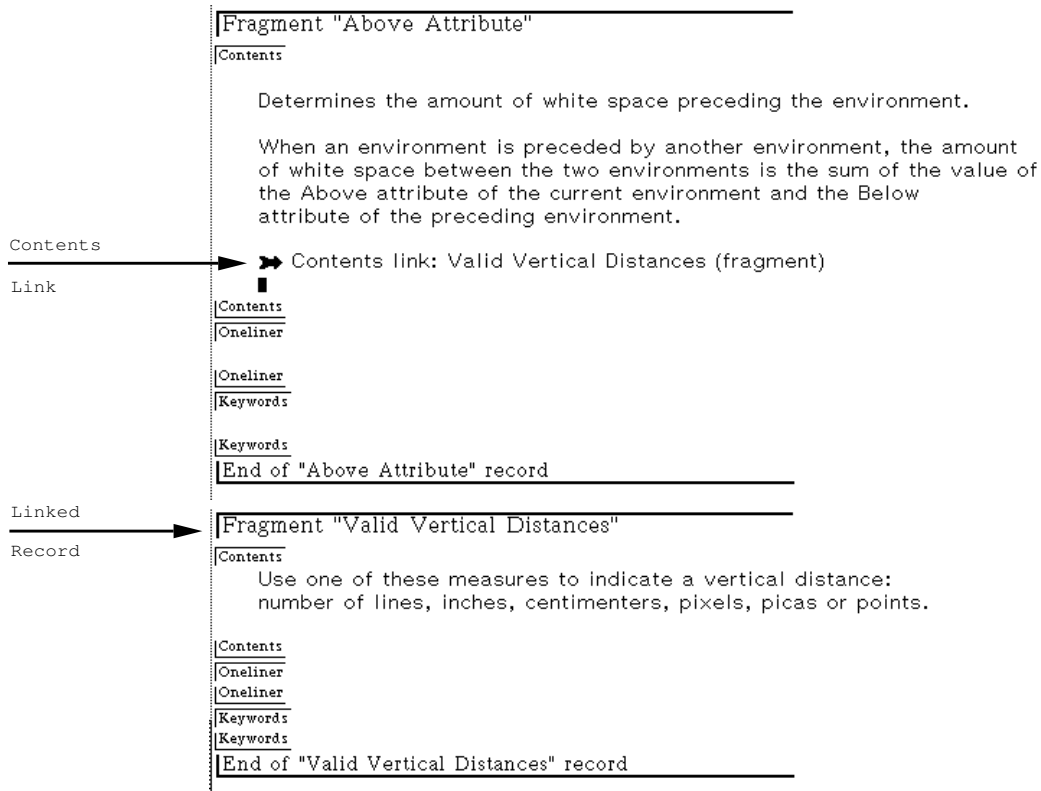 Fragment "Above Attribute"
Contents
Determines the amount of white space preceding the environment.
When an environment is preceded by another environment, the amount
of white space between the two environments is the sum of the value of
the Above attribute of the current environment and the Below
attribute of the preceding environment.
Contents
Link
Contents link: Valid Vertical Distances (fragment)
Contents
Oneliner
Oneliner
Keywords
Keywords
End of "Above Attribute" record
Linked
Record
Fragment "Valid Vertical Distances"
Contents
Use one of these measures to indicate a vertical distance:
number of lines, inches, centimenters, pixels, picas or points.
Contents
Oneliner
Oneliner
Keywords
Keywords
End of "Valid Vertical Distances" record